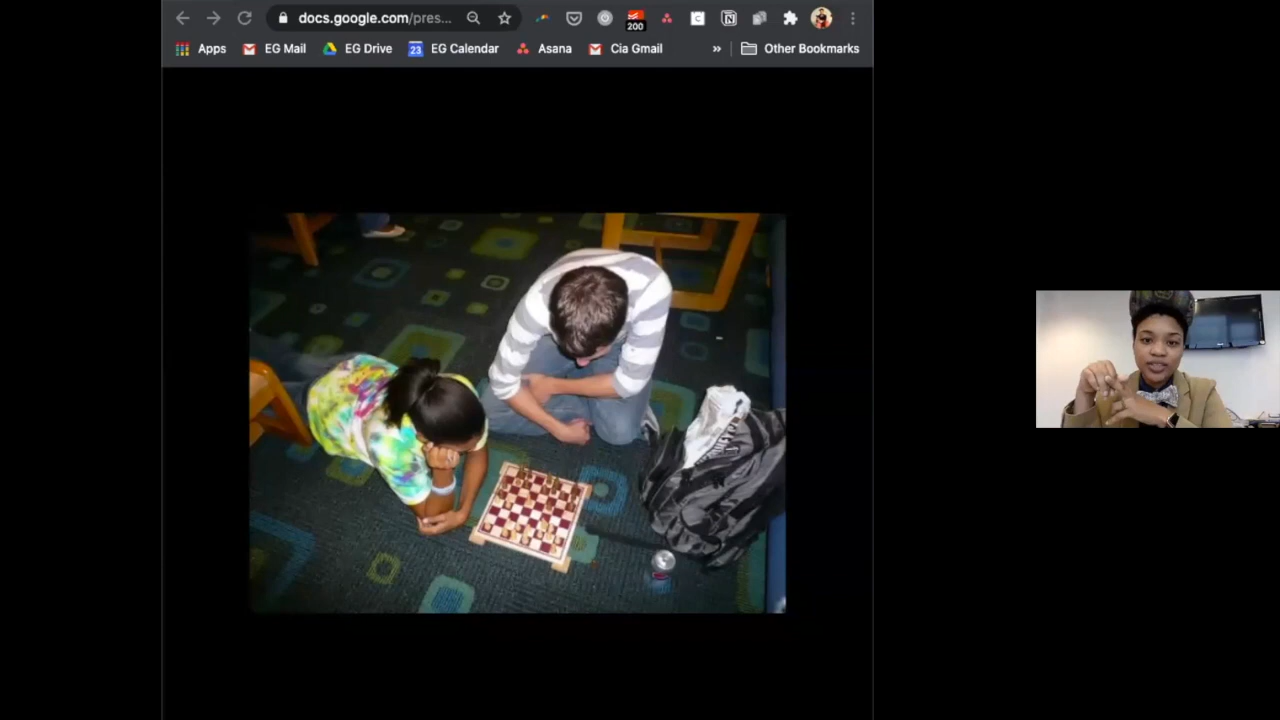 docs.google.com/pres...
200
C
Apps
EG Mail
EG Drive
23
EG Calendar
Asana
Cia Gmail
»
Other Bookmarks